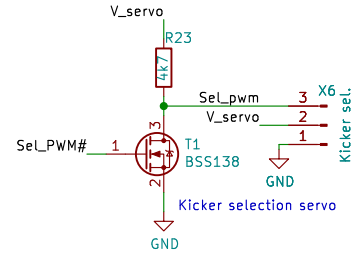 V_servo
R23
4k7
Sel_pwm
X6
3
V_servo
2
1
Kicker sel.
3
Sel_PWM#
1
T1
BSS138
2
GND
Kicker selection servo
GND